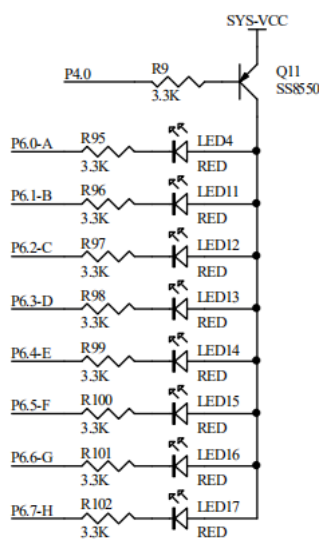 SYS-VCC
P4.0 R9 Q11
3.3K SS8550
P6.0-A R95 LED4
3.3K RED
P6.1-B R96 LED11
3.3K RED
P6.2-C R97 LED12
3.3K RED
P6.3-D R98 LED13
3.3K RED
P6.4-E R99 LED14
3.3K RED
P6.5-F R100 LED15
3.3K RED
P6.6-G R101 LED16
3.3K RED
P6.7-H R102 LED17
3.3K RED